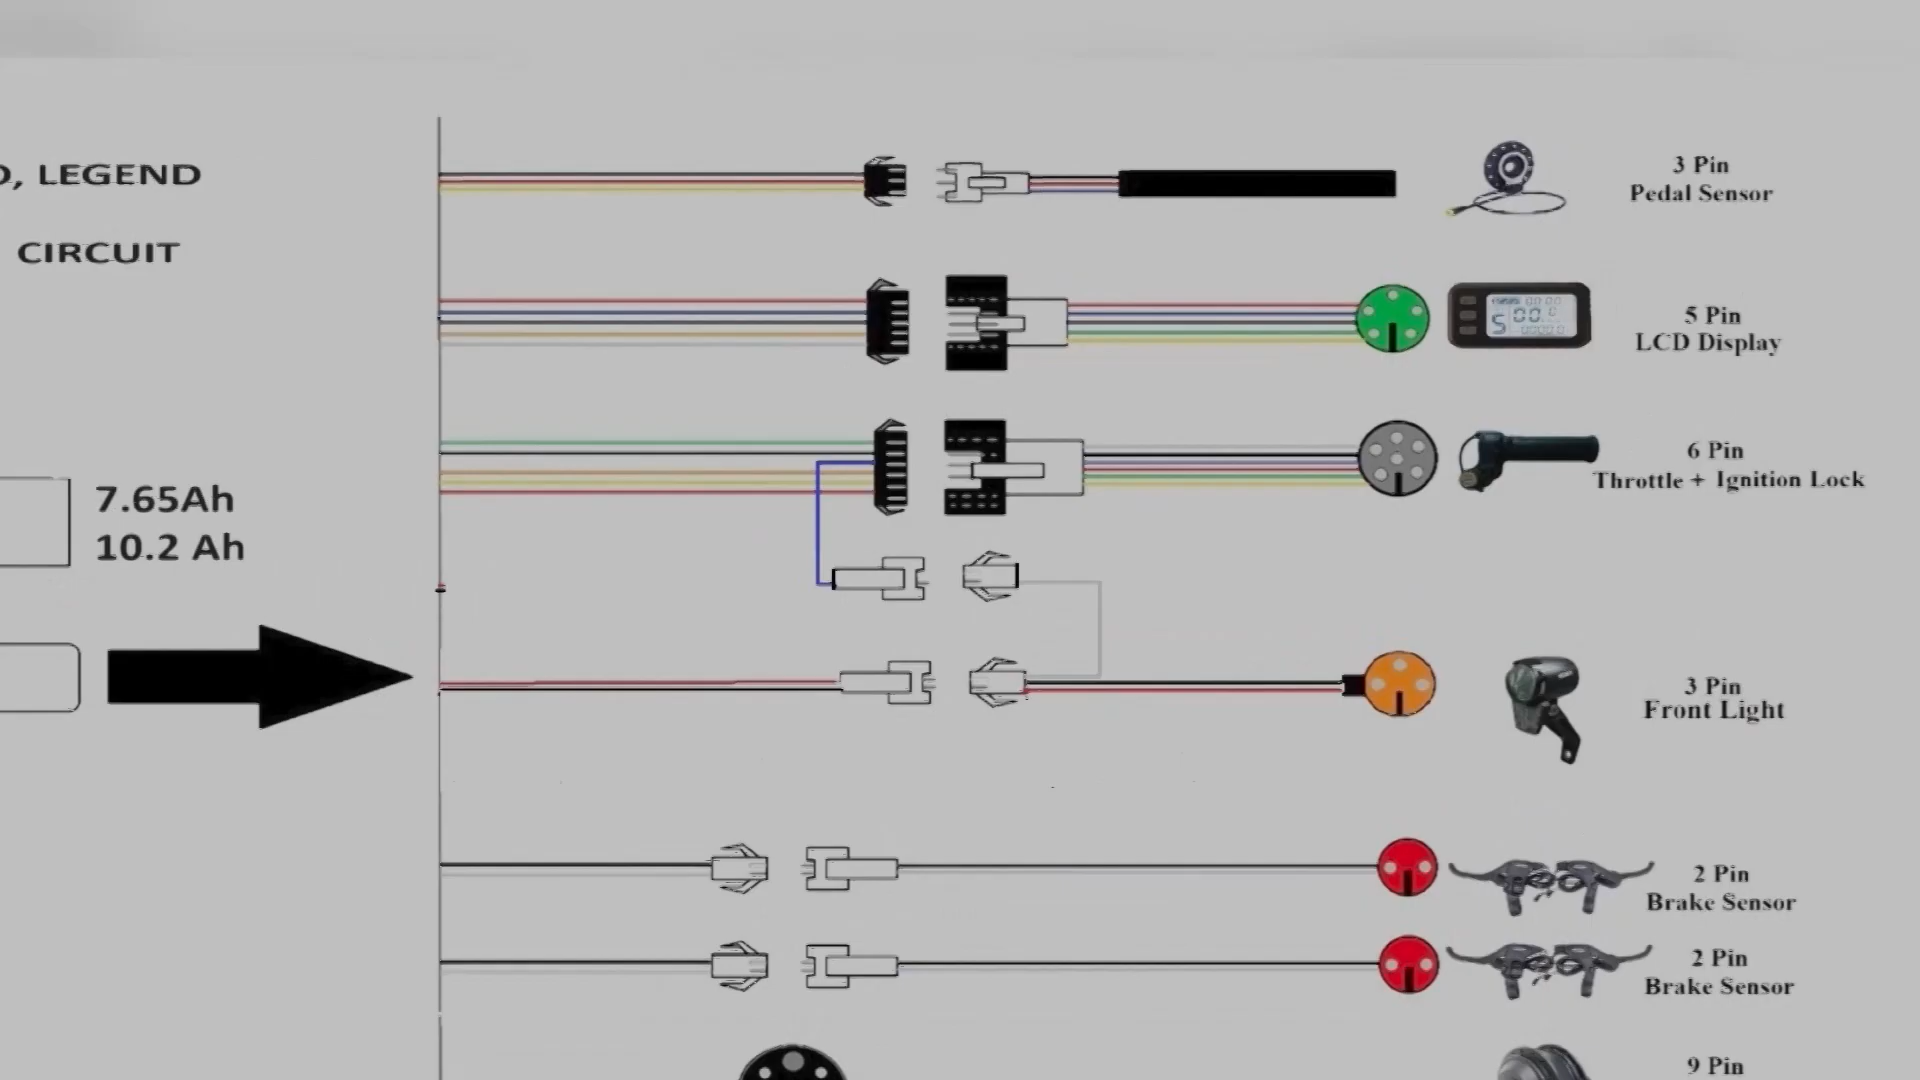 , LEGEND
CIRCUIT
7.65Ah
10.2 Ah
3 Pin
Pedal Sensor
5 Pin
LCD Display
6 Pin
Throttle + Ignition Lock
3 Pin
Front Light
2 Pin
Brake Sensor
2 Pin
Brake Sensor
9 Pin